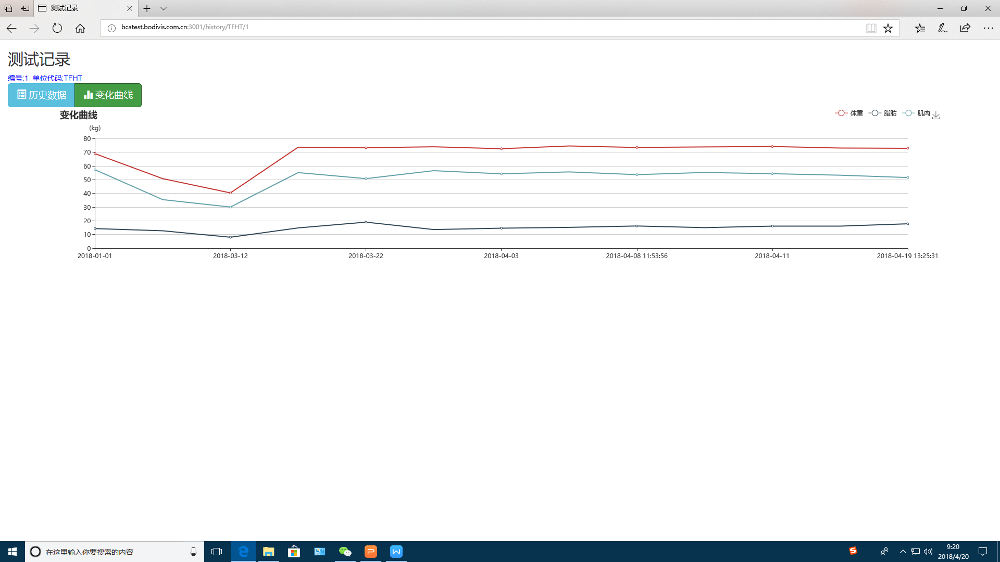 测试记录
bcatest.bodivis.com.cn:3001/history/TFHT/1
测试记录
编号:1 单位代码:TFHT
历史数据 变化曲线
变化曲线
体重 脂肪 肌肉
(kg)
80
70
60
50
40
30
20
10
0
2018-01-01 2018-03-12 2018-03-22 2018-04-03 2018-04-08 11:53:56 2018-04-11 2018-04-19 13:25:31
在这里输入你要搜索的内容
9:20
2018/4/20